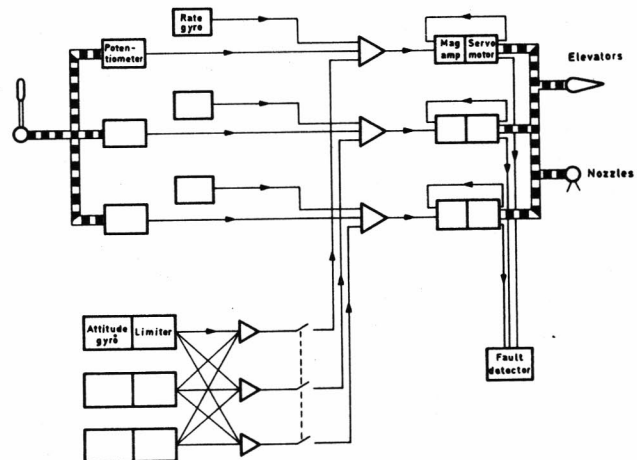 Rate
gyro
Poten-
tiometer
Mag
amp
Servo
motor
Elevators
Nozzles
Attitude
gyro
Limiter
Fault
detector